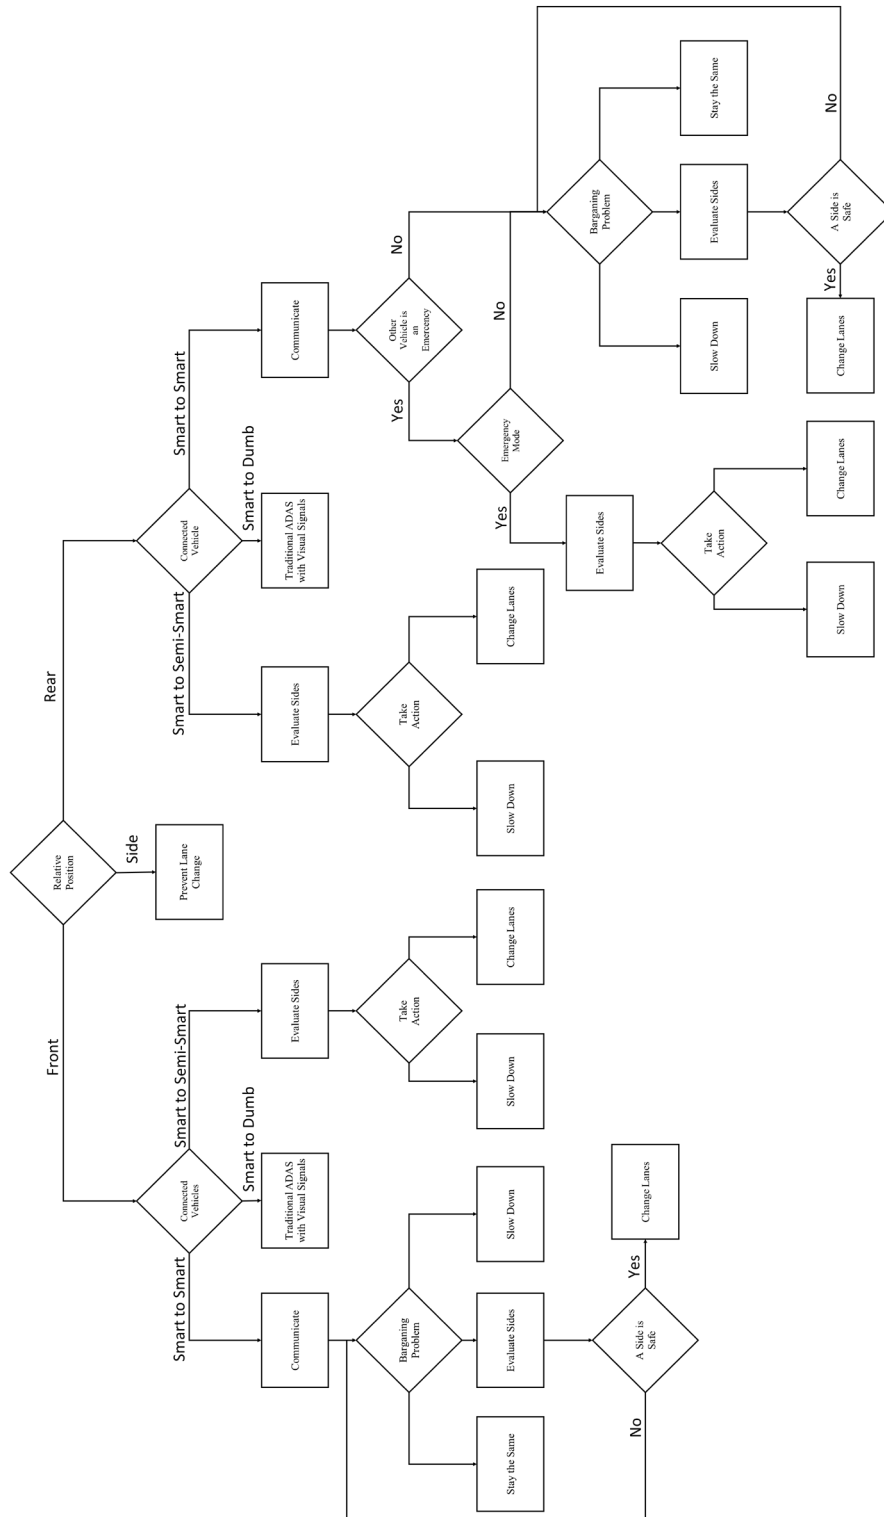 Relative
Position
Front
Side
Rear
Prevent Lane
Change
Connected
Vehicles
Smart to Smart
Smart to Dumb
Smart to Semi-Smart
Communicate
Traditional ADAS
with Visual Signals
Evaluate Sides
Barganing
Problem
Stay the Same
Evaluate Sides
Slow Down
A Side is
Safe
No
Yes
Change Lanes
Take
Action
Slow Down
Change Lanes
Connected
Vehicle
Smart to Semi-Smart
Smart to Dumb
Smart to Smart
Evaluate Sides
Traditional ADAS
with Visual Signals
Communicate
Take
Action
Slow Down
Change Lanes
Other
Vehicle is
an
Emercency
Yes
No
Emergency
Mode
Yes
No
Evaluate Sides
Take
Action
Slow Down
Change Lanes
Barganing
Problem
Slow Down
Evaluate Sides
Stay the Same
A Side is
Safe
Yes
No
Change Lanes